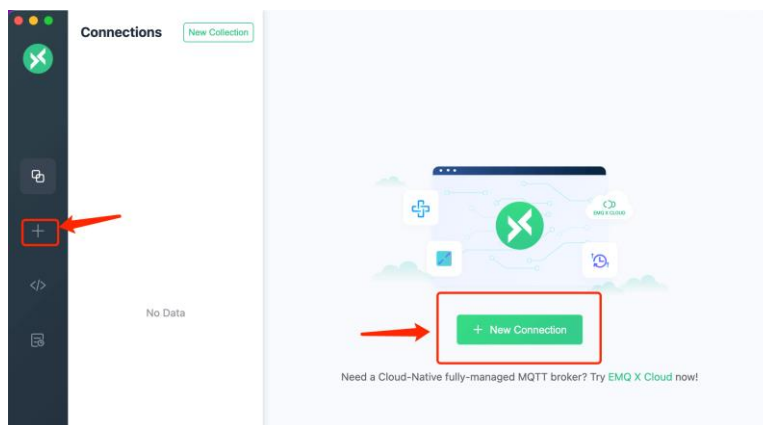 Connections
New Collection
EMQ X CLOUD
No Data
+ New Connection
Need a Cloud-Native fully-managed MQTT broker? Try EMQ X Cloud now!